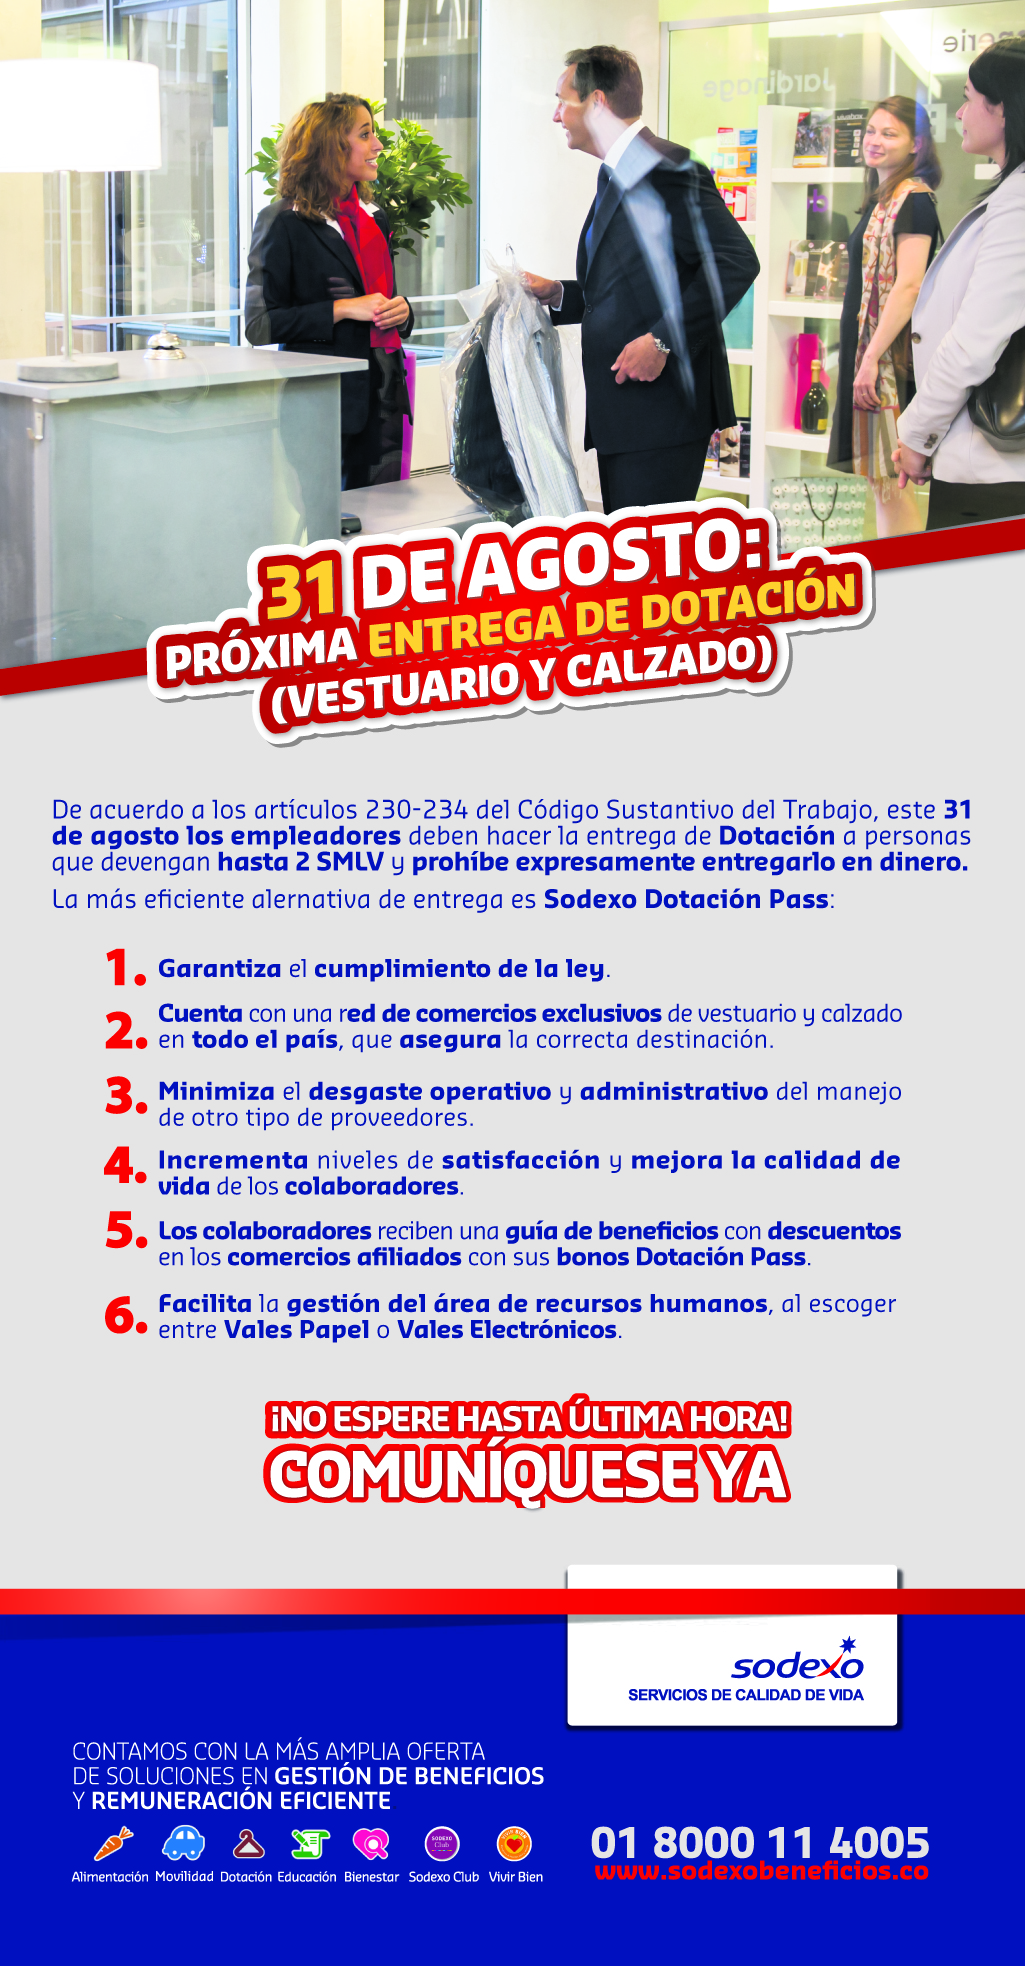 Jardinage
31 DE AGOSTO:
PRÓXIMA ENTREGA DE DOTACIÓN
(VESTUARIO Y CALZADO)
De acuerdo a los artículos 230-234 del Código Sustantivo del Trabajo, este 31
de agosto los empleadores deben hacer la entrega de Dotación a personas
que devengan hasta 2 SMLV y prohíbe expresamente entregarlo en dinero.
La más eficiente alernativa de entrega es Sodexo Dotación Pass:
1. Garantiza el cumplimiento de la ley.
2. Cuenta con una red de comercios exclusivos de vestuario y calzado
en todo el país, que asegura la correcta destinación.
3. Minimiza el desgaste operativo y administrativo del manejo
de otro tipo de proveedores.
4. Incrementa niveles de satisfacción y mejora la calidad de
vida de los colaboradores.
5. Los colaboradores reciben una guía de beneficios con descuentos
en los comercios afiliados con sus bonos Dotación Pass.
6. Facilita la gestión del área de recursos humanos, al escoger
entre Vales Papel o Vales Electrónicos.
¡NO ESPERE HASTA ÚLTIMA HORA!
COMUNÍQUESE YA
sodexo
SERVICIOS DE CALIDAD DE VIDA
CONTAMOS CON LA MÁS AMPLIA OFERTA
DE SOLUCIONES EN GESTIÓN DE BENEFICIOS
Y REMUNERACIÓN EFICIENTE
SODEXO
Club
Alimentación Movilidad Dotación Educación Bienestar Sodexo Club Vivir Bien
01 8000 11 4005
www.sodexobeneficios.co